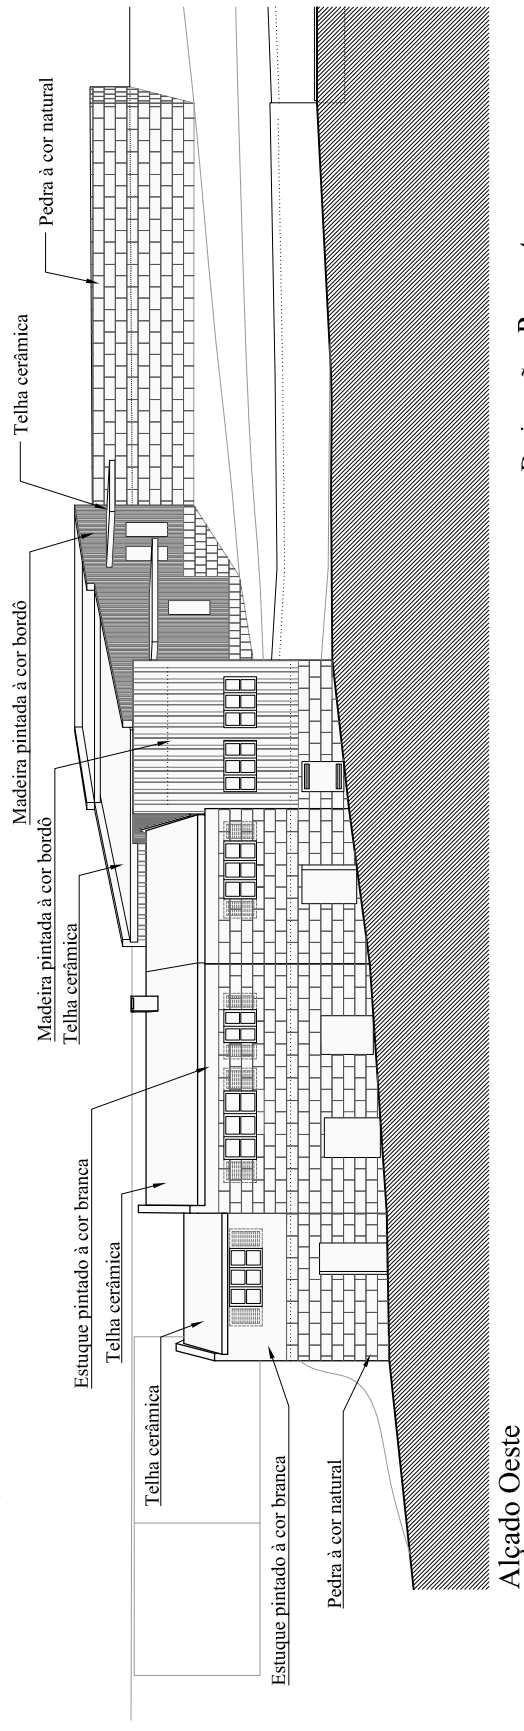 Pedra à cor natural
Telha cerâmica
Madeira pintada à cor bordô
Madeira pintada à cor bordô
Telha cerâmica
Estuque pintado à cor branca
Telha cerâmica
Telha cerâmica
Estuque pintado à cor branca
Pedra à cor natural
Alçado Oeste